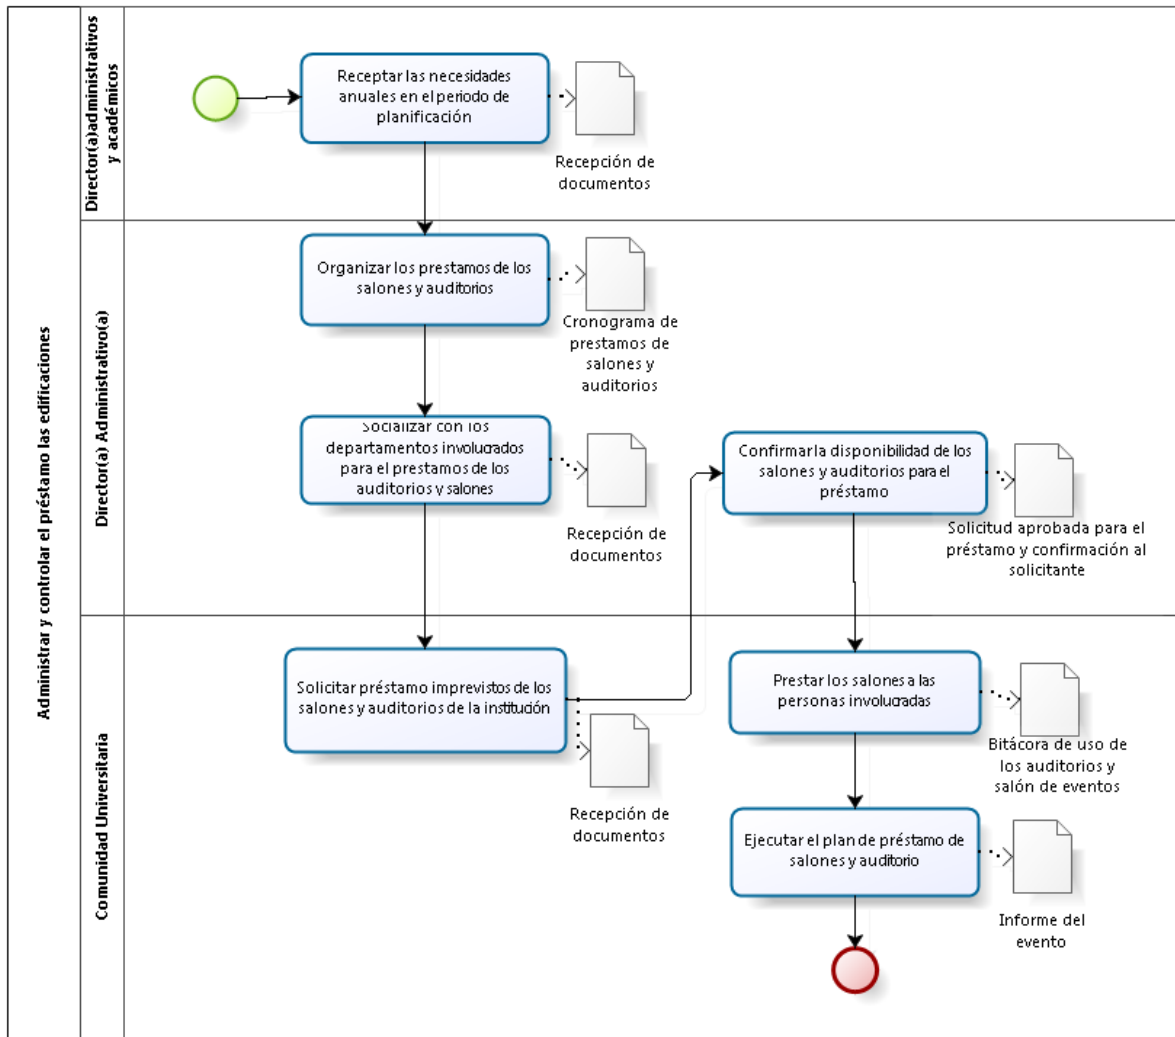 Administrar y controlar el préstamo las edificaciones
Director(a)administrativos
y académicos
Receptar las necesidades
anuales en el periodo de
planificación
Recepción de
documentos
Director(a) Administrativo(a)
Organizar los prestamos de los
salones y auditorios
Cronograma de
prestamos de
salones y
auditorios
Socializar con los
departamentos involucrados
para el prestamos de los
auditorios y salones
Recepción de
documentos
Confirmar la disponibilidad de los
salones y auditorios para el
préstamo
Solicitud aprobada para el
préstamo y confirmación al
solicitante
Comunidad Universitaria
Solicitar préstamo imprevistos de los
salones y auditorios de la institución
Recepción de
documentos
Prestar los salones a las
personas involucradas
Bitácora de uso de
los auditorios y
salón de eventos
Ejecutar el plan de préstamo de
salones y auditorio
Informe del
evento